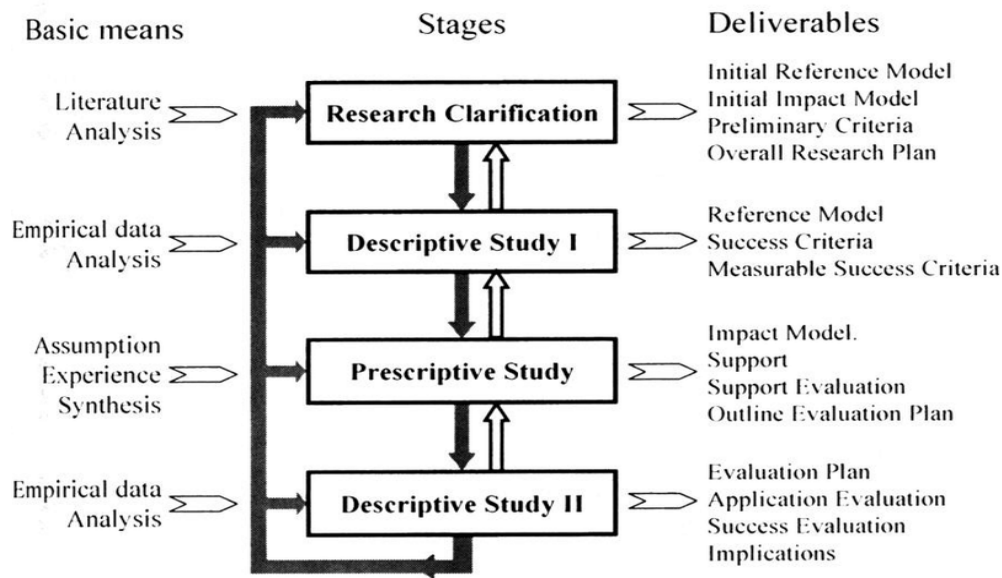 Basic means
Stages
Deliverables
Literature
Analysis
Research Clarification
Initial Reference Model
Initial Impact Model
Preliminary Criteria
Overall Research Plan
Empirical data
Analysis
Descriptive Study I
Reference Model
Success Criteria
Measurable Success Criteria
Assumption
Experience
Synthesis
Prescriptive Study
Impact Model.
Support
Support Evaluation
Outline Evaluation Plan
Empirical data
Analysis
Descriptive Study II
Evaluation Plan
Application Evaluation
Success Evaluation
Implications